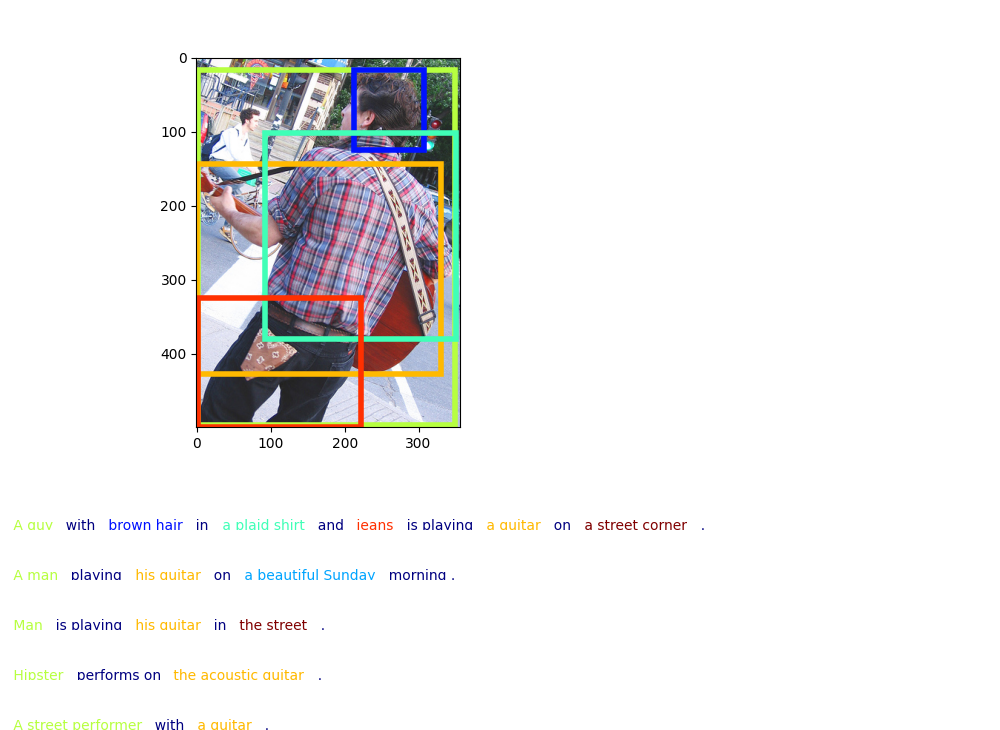 0
100
200
300
400
0 100 200 300
A guy with brown hair in a plaid shirt and jeans is playing a guitar on a street corner .
A man playing his guitar on a beautiful Sunday morning .
Man is playing his guitar in the street .
Hipster performs on the acoustic guitar .
A street performer with a guitar .